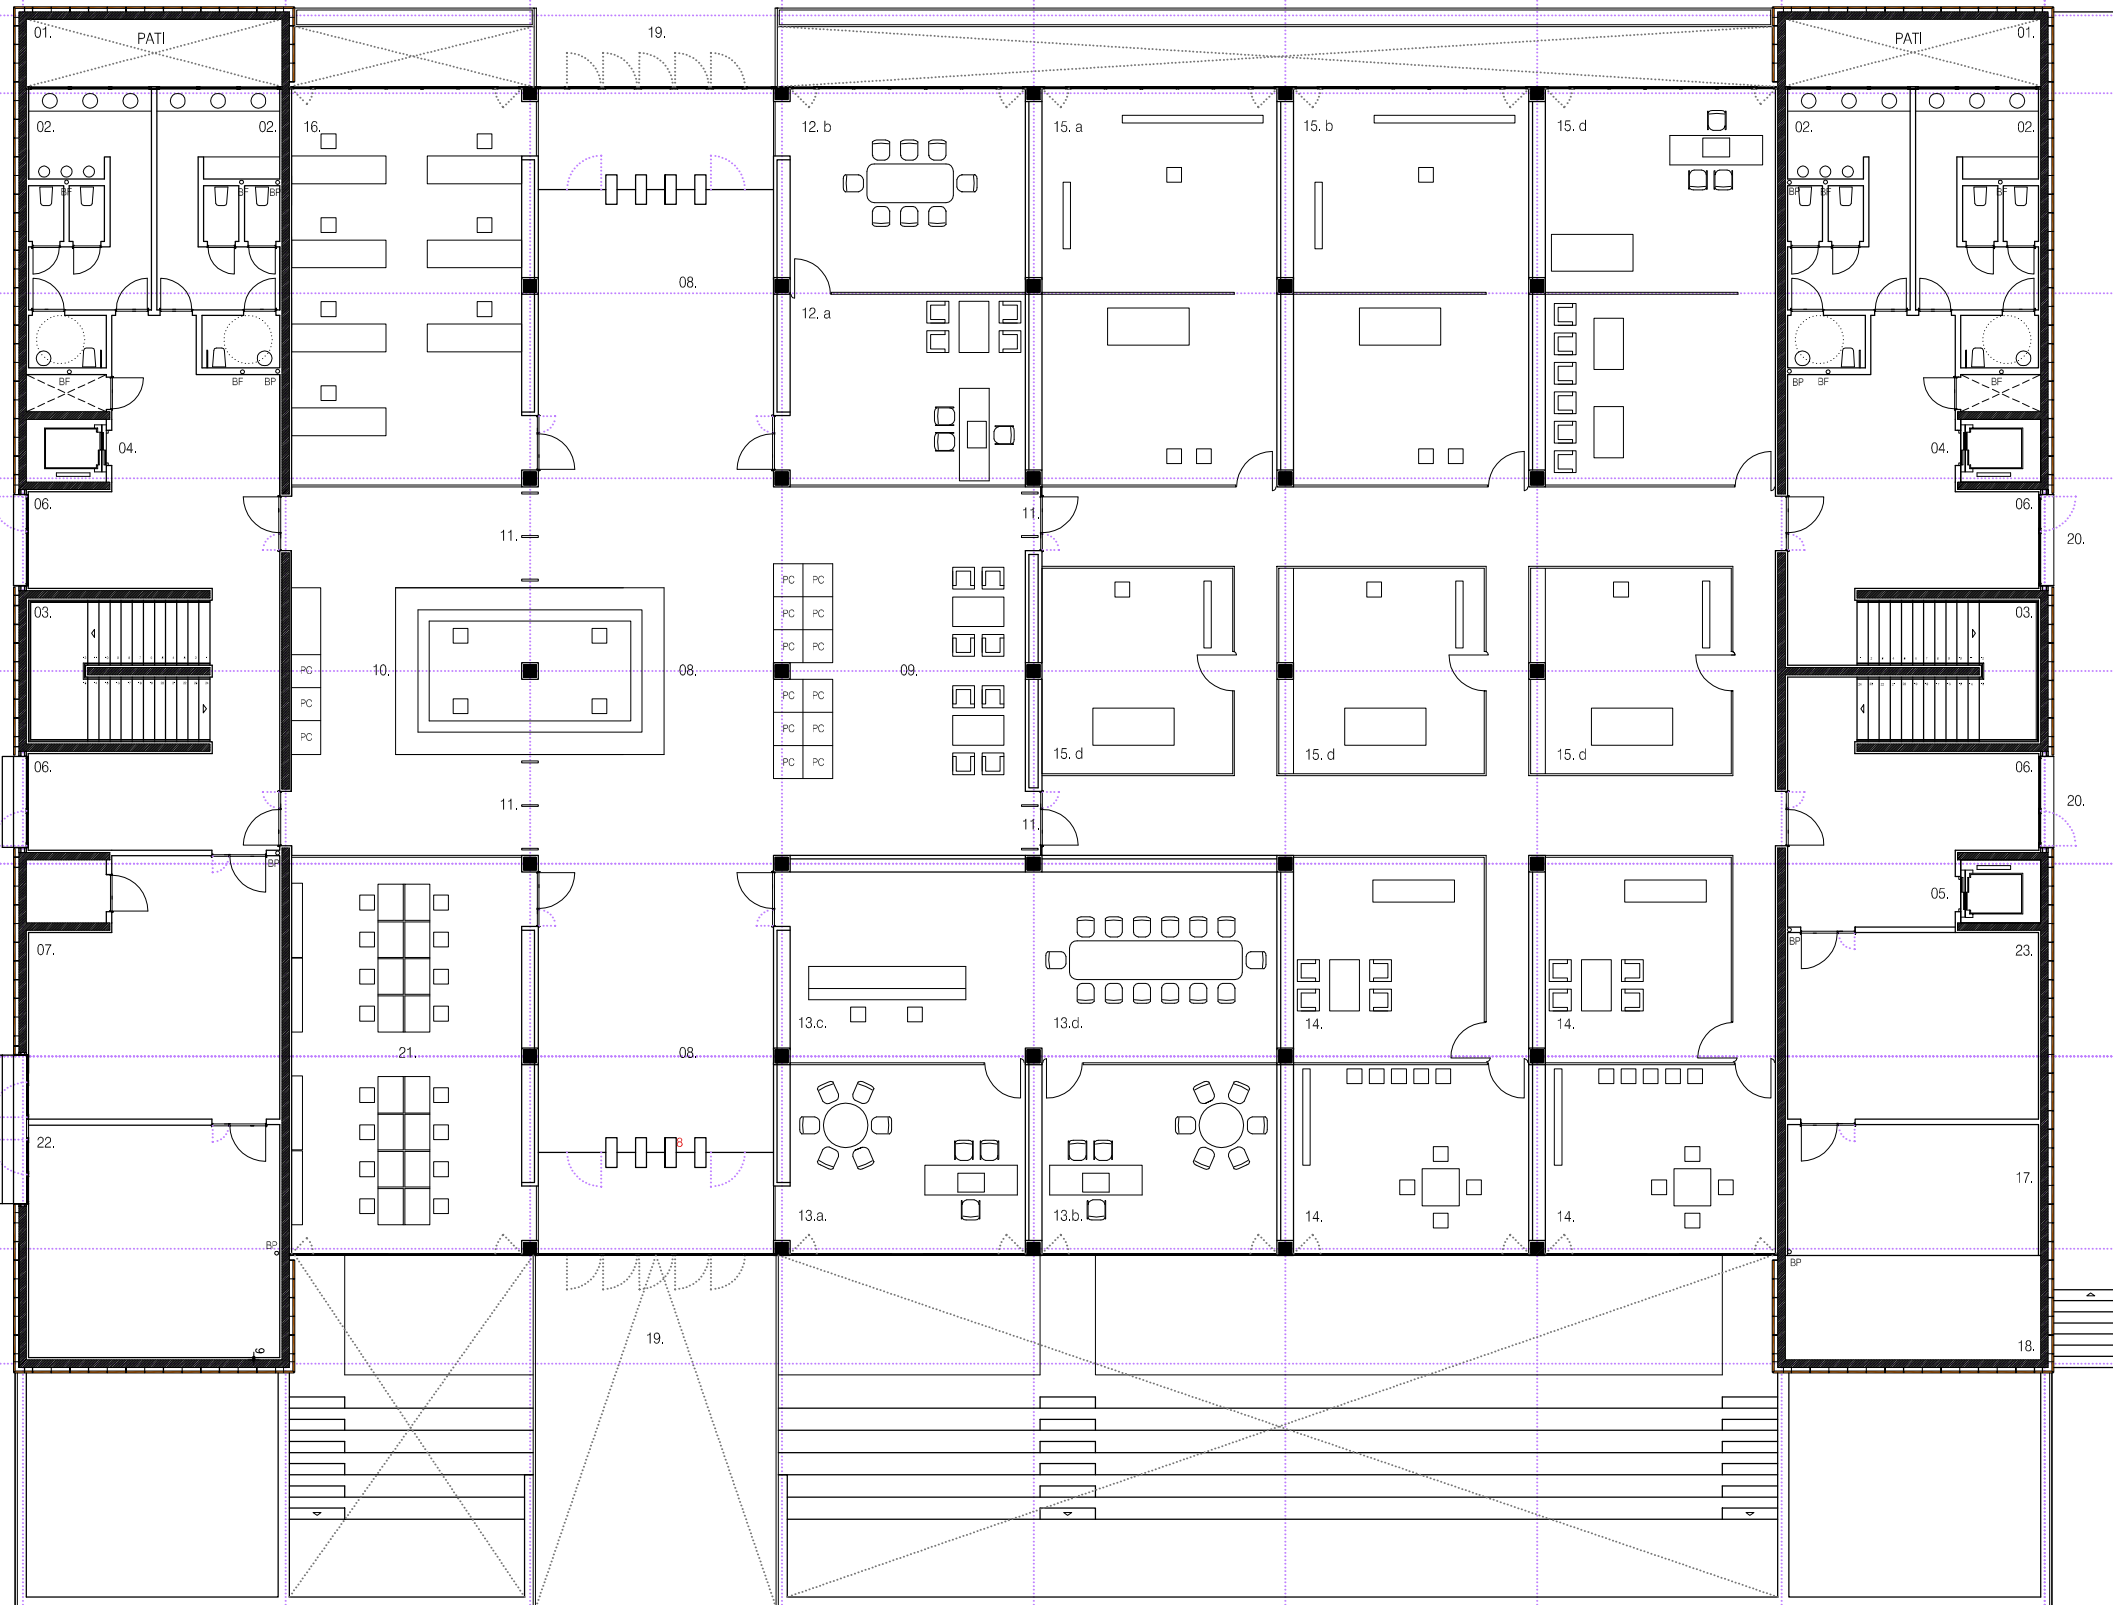 01.
PATI
19.
PATI
01.
02.
02.
16.
12. b
15. a
15. b
15. d
02.
02.
BF
BF
BP
BP
BF
BF
08.
12. a
BF
BF
BP
BP
BF
BF
04.
04.
06.
11.
11.
06.
20.
PC
PC
03.
PC
PC
03.
PC
PC
PC
10.
08.
09.
PC
PC
PC
PC
PC
PC
PC
PC
15. d
15. d
15. d
06.
06.
11.
11.
20.
BP
05.
07.
BP
23.
13.c.
13.d.
14.
14.
21.
08.
22.
8
17.
13.a.
13.b.
14.
14.
BP
BP
19.
18.
6